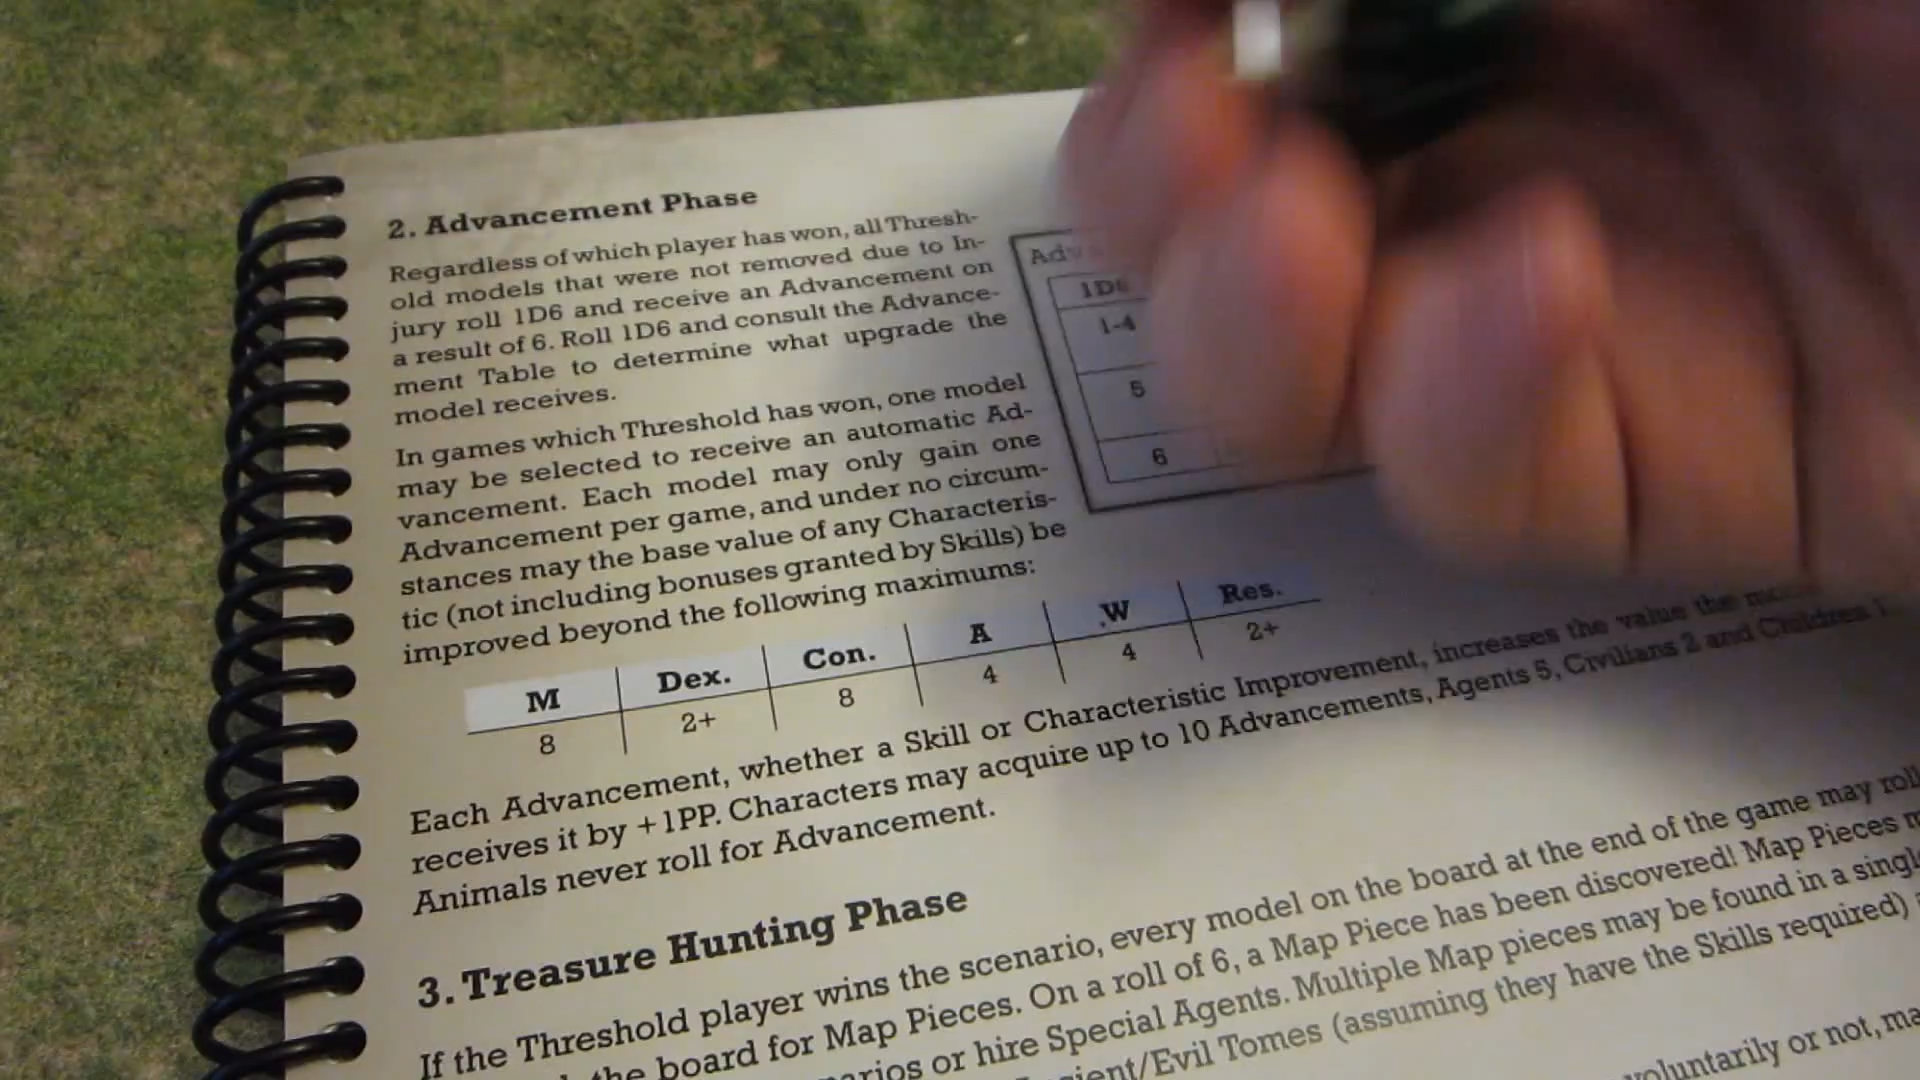 2. Advancement Phase
Regardless of which player has won, all Thresh-
old models that were not removed due to In-
jury roll 1D6 and receive an Advancement on
a result of 6. Roll 1D6 and consult the Advance-
ment Table to determine what upgrade the
model receives.
In games which Threshold has won, one model
may be selected to receive an automatic Ad-
vancement. Each model may only gain one
Advancement per game, and under no circum-
stances may the base value of any Characteris-
tic (not including bonuses granted by Skills) be
improved beyond the following maximums:
1D6
1-4
5
6
M Dex. Con. A W Res.
8 2+ 8 4 4 2+
Each Advancement, whether a Skill or Characteristic Improvement, increases the value the
receives it by +1PP. Characters may acquire up to 10 Advancements, Agents 5, Civilians 2 and Children
Animals never roll for Advancement.
3. Treasure Hunting Phase
If the Threshold player wins the scenario, every model on the board at the end of the game may roll
the board for Map Pieces. On a roll of 6, a Map Piece has been discovered! Map Pieces
or hire Special Agents. Multiple Map pieces may be found in a single
/Evil Tomes (assuming they have the Skills required)
voluntarily or not,